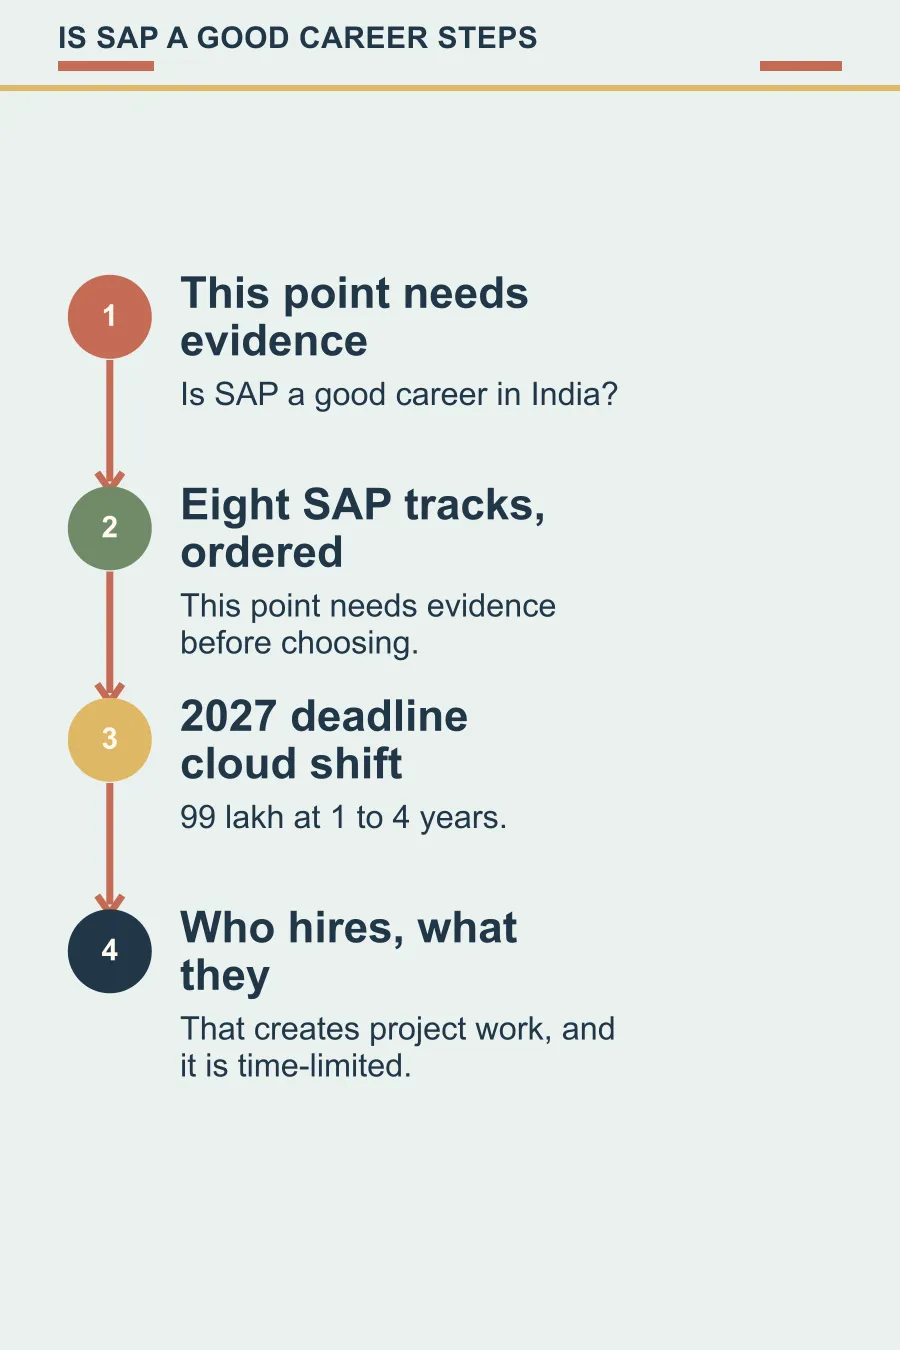 IS SAP A GOOD CAREER STEPS
1
This point needs
evidence
Is SAP a good career in India?
2
Eight SAP tracks,
ordered
This point needs evidence
before choosing.
3
2027 deadline
cloud shift
99 lakh at 1 to 4 years.
4
Who hires, what
they
That creates project work, and
it is time-limited.